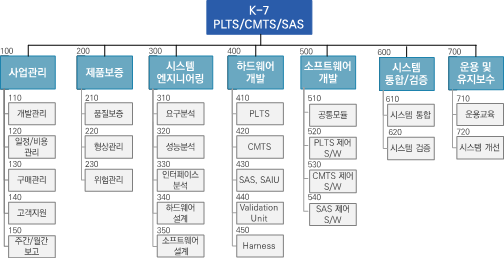 K-7
PLTS/CMTS/SAS
100
사업관리
110
개발관리
120
일정/비용
관리
130
구매관리
140
고객지원
150
주간/월간
보고
200
제품보증
210
품질보증
220
형상관리
230
위험관리
300
시스템
엔지니어링
310
요구분석
320
성능분석
330
인터페이스
분석
340
하드웨어
설계
350
소프트웨어
설계
400
하드웨어
개발
410
PLTS
420
CMTS
430
SAS, SAIU
440
Validation
Unit
450
Harness
500
소프트웨어
개발
510
공통모듈
520
PLTS 제어
S/W
530
CMTS 제어
S/W
540
SAS 제어
S/W
600
시스템
통합/검증
610
시스템 통합
620
시스템 검증
700
운용 및
유지보수
710
운용교육
720
시스템 개선